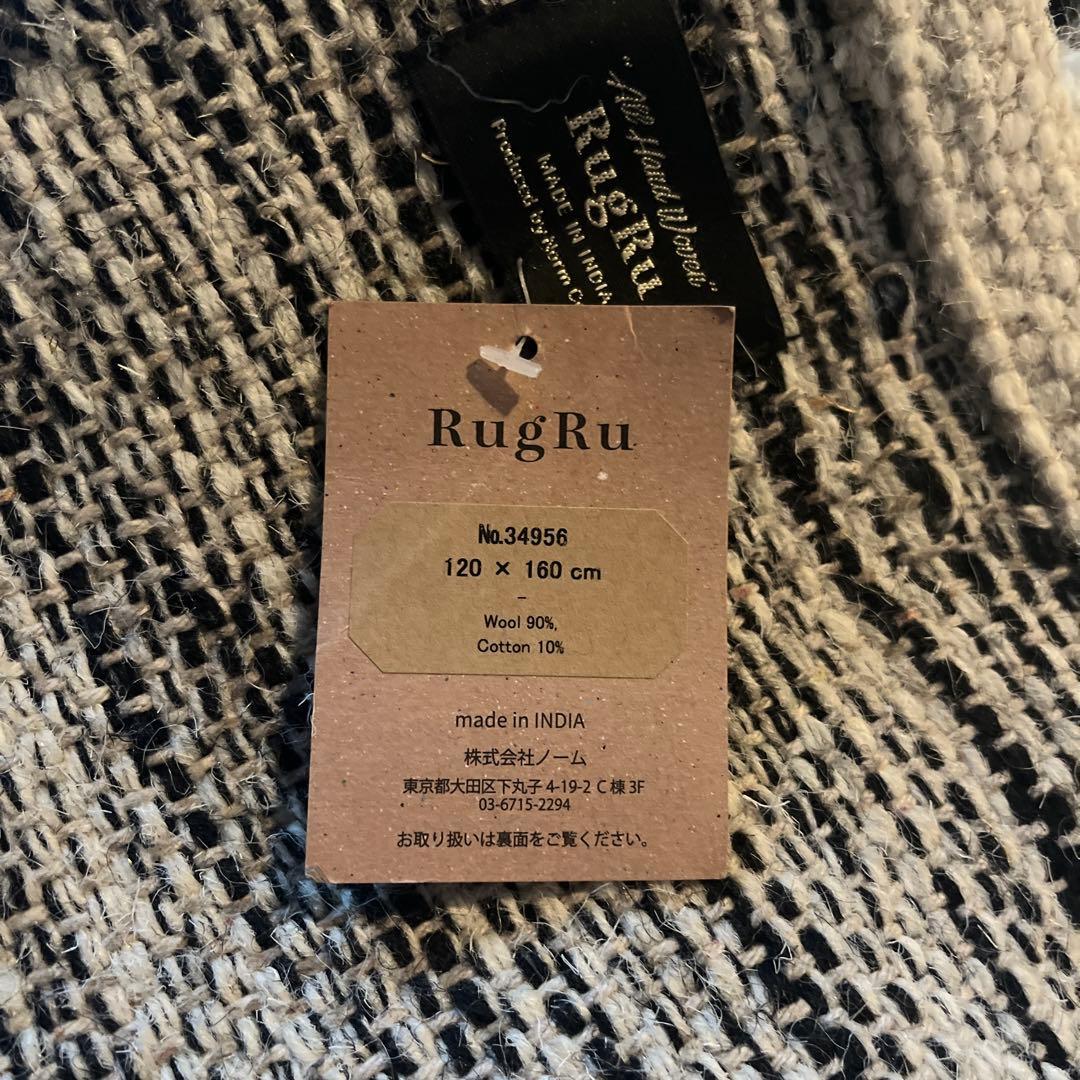 "All Hand Woven"
RugRu
MADE IN INDIA
Produced by Norm C
RugRu
No.34956
120 × 160 cm
-
Wool 90%,
Cotton 10%
made in INDIA
株式会社ノーム
東京都大田区下丸子 4-19-2 C 棟 3F
03-6715-2294
お取り扱いは裏面をご覧ください。